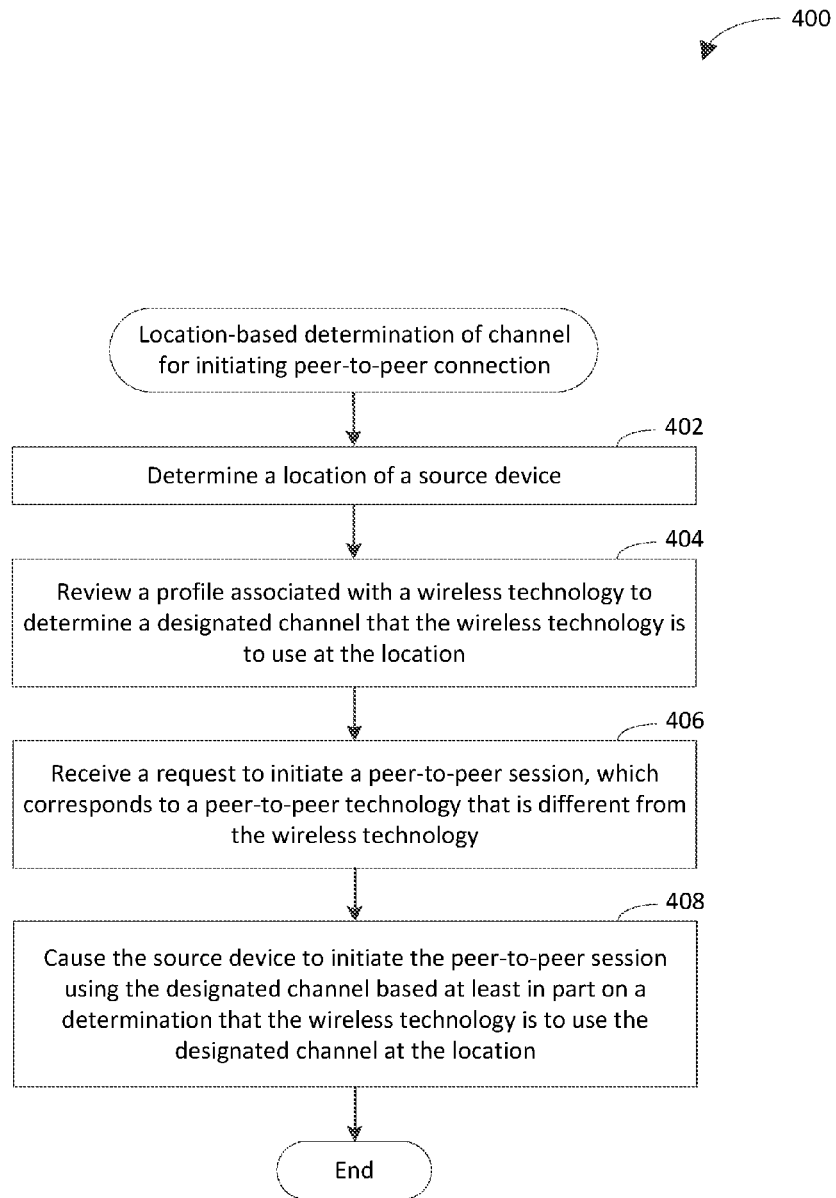 400
Location-based determination of channel
for initiating peer-to-peer connection
402
Determine a location of a source device
404
Review a profile associated with a wireless technology to
determine a designated channel that the wireless technology is
to use at the location
406
Receive a request to initiate a peer-to-peer session, which
corresponds to a peer-to-peer technology that is different from
the wireless technology
408
Cause the source device to initiate the peer-to-peer session
using the designated channel based at least in part on a
determination that the wireless technology is to use the
designated channel at the location
End